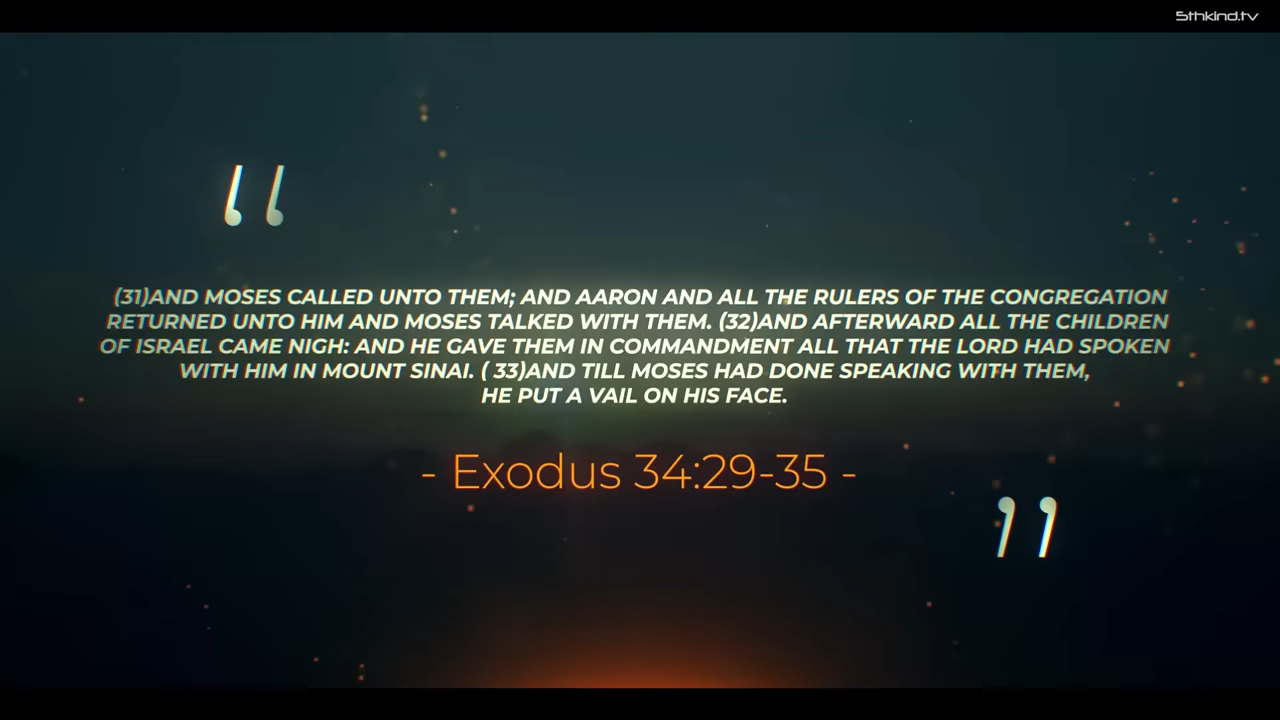 5thkind.tv
“
(31)AND MOSES CALLED UNTO THEM; AND AARON AND ALL THE RULERS OF THE CONGREGATION
RETURNED UNTO HIM AND MOSES TALKED WITH THEM. (32)AND AFTERWARD ALL THE CHILDREN
OF ISRAEL CAME NIGH: AND HE GAVE THEM IN COMMANDMENT ALL THAT THE LORD HAD SPOKEN
WITH HIM IN MOUNT SINAI. ( 33)AND TILL MOSES HAD DONE SPEAKING WITH THEM,
HE PUT A VAIL ON HIS FACE.
- Exodus 34:29-35 -
”